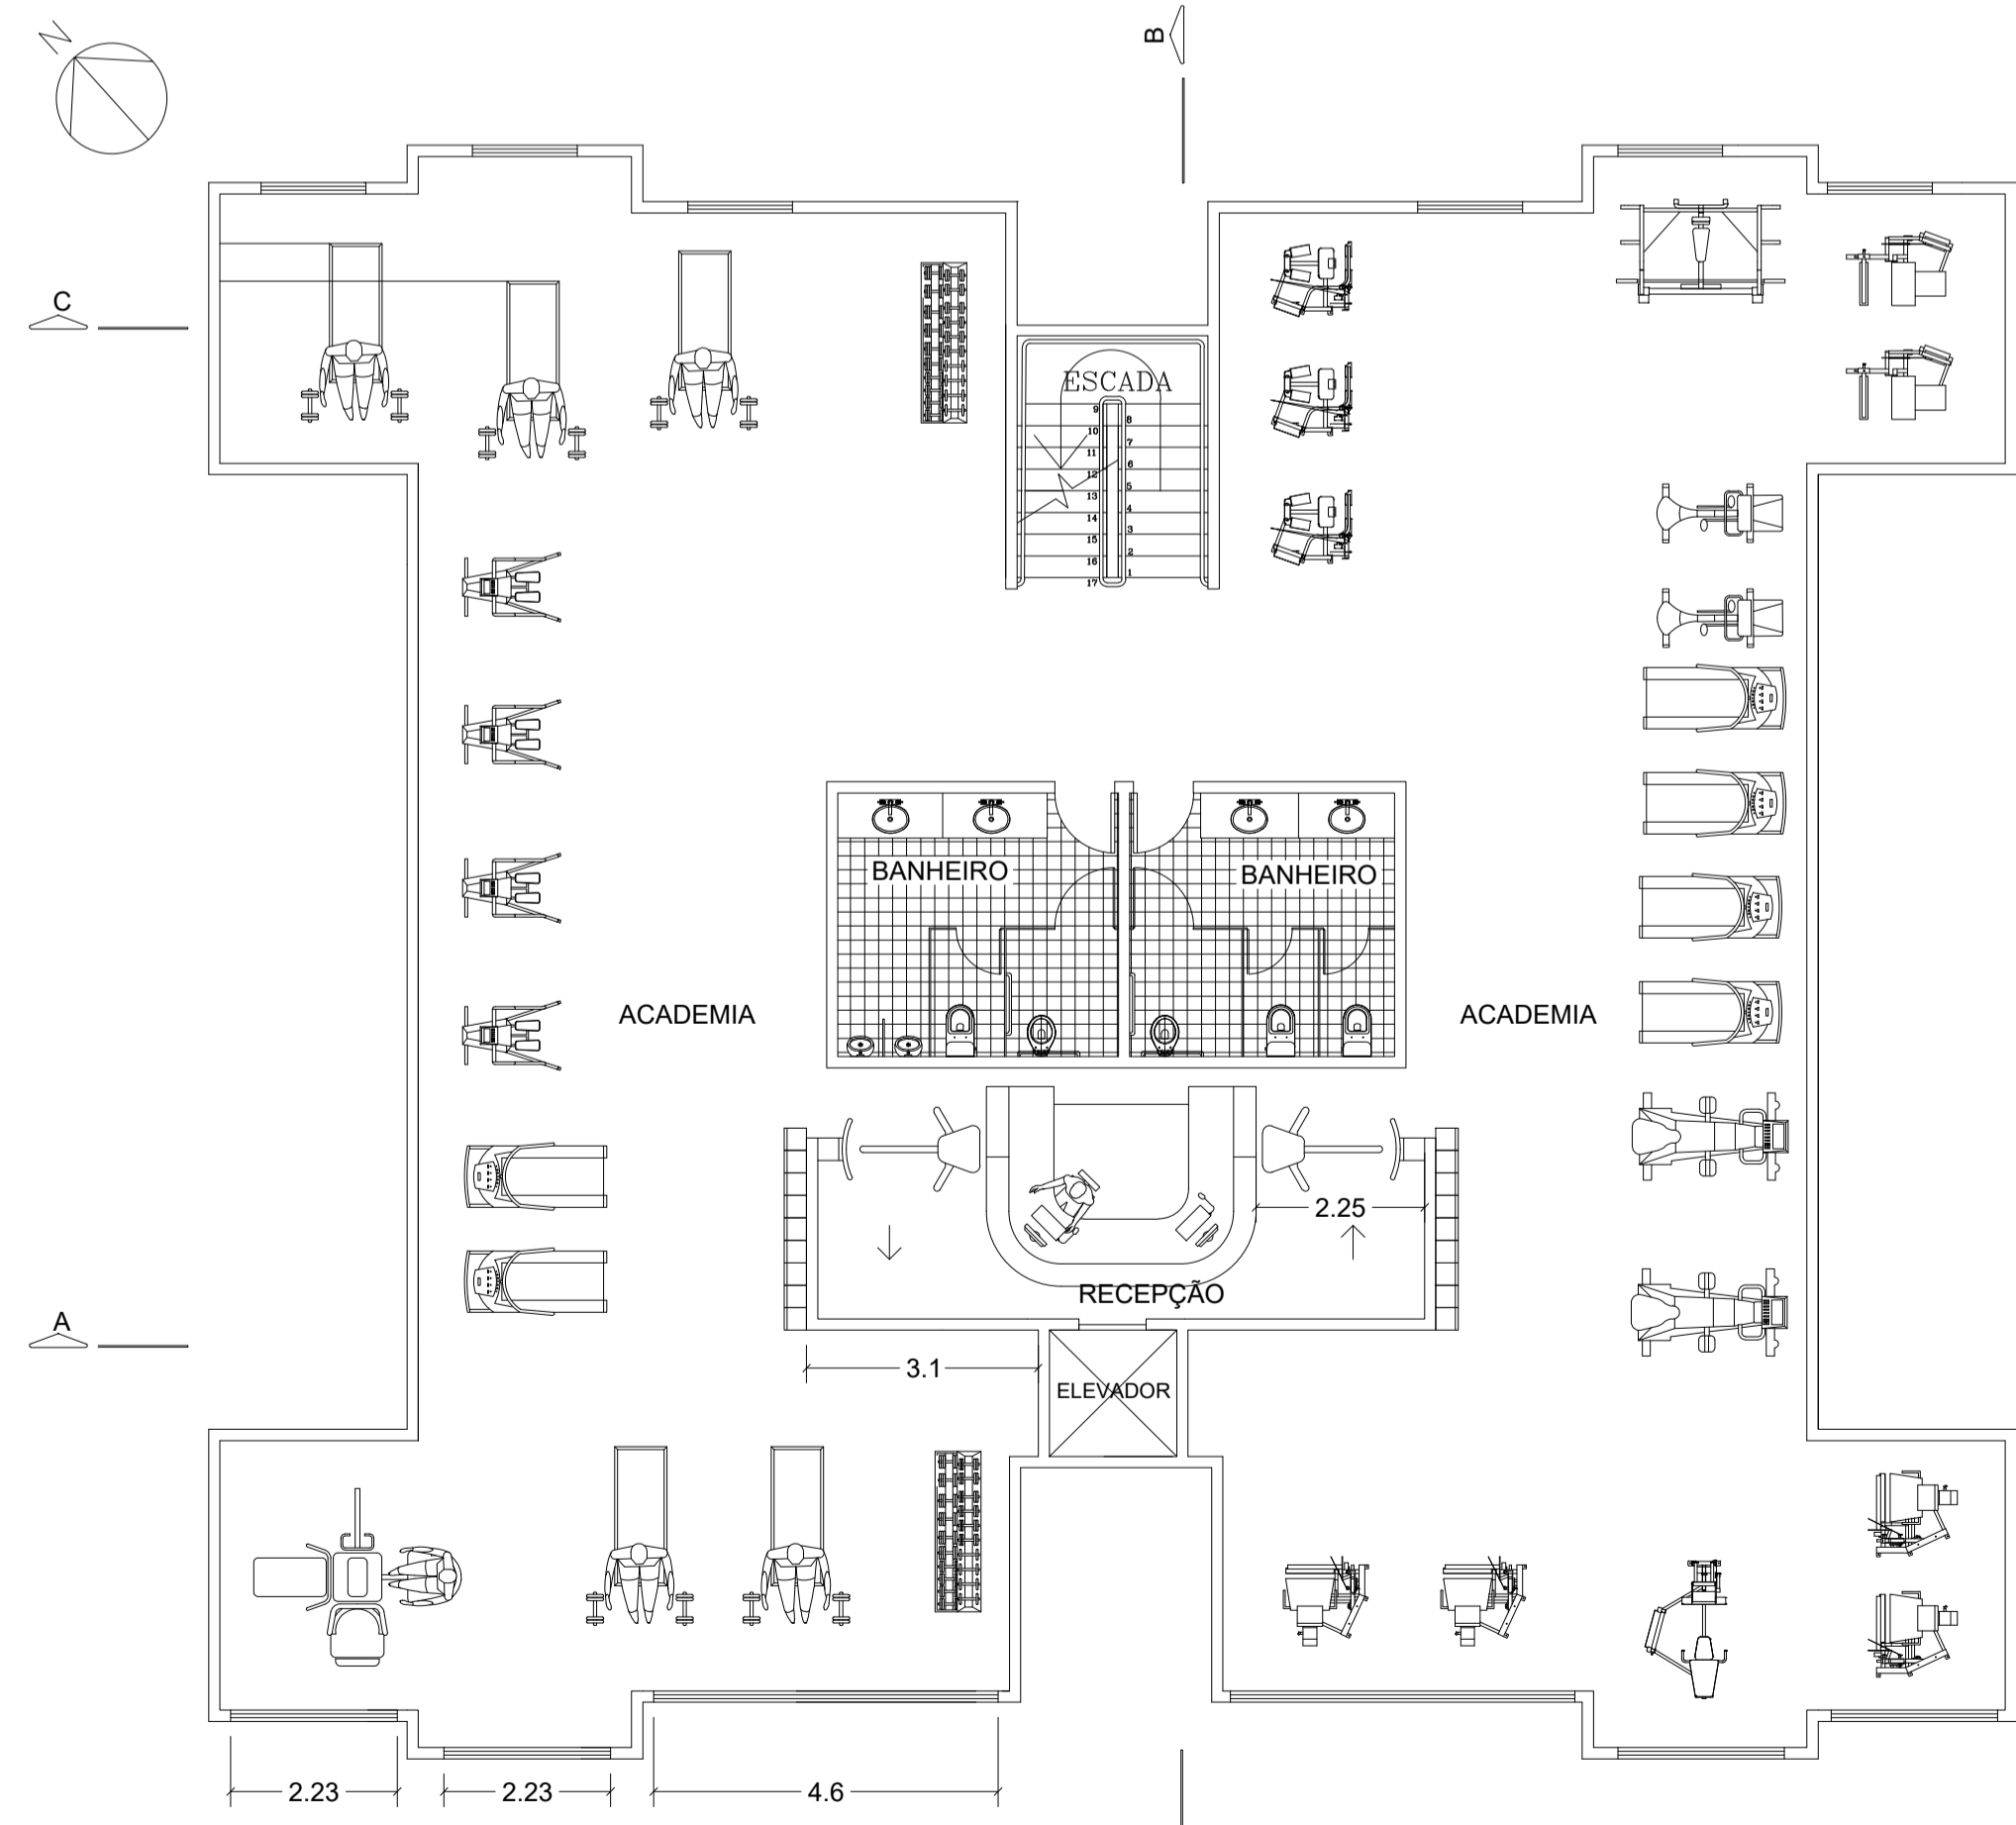 N
B
C
ESCADA
9
8
10
7
11
6
12
5
13
4
14
3
15
2
16
1
17
BANHEIRO
BANHEIRO
ACADEMIA
ACADEMIA
2.25
RECEPÇÃO
A
3.1
ELEVADOR
2.23
2.23
4.6